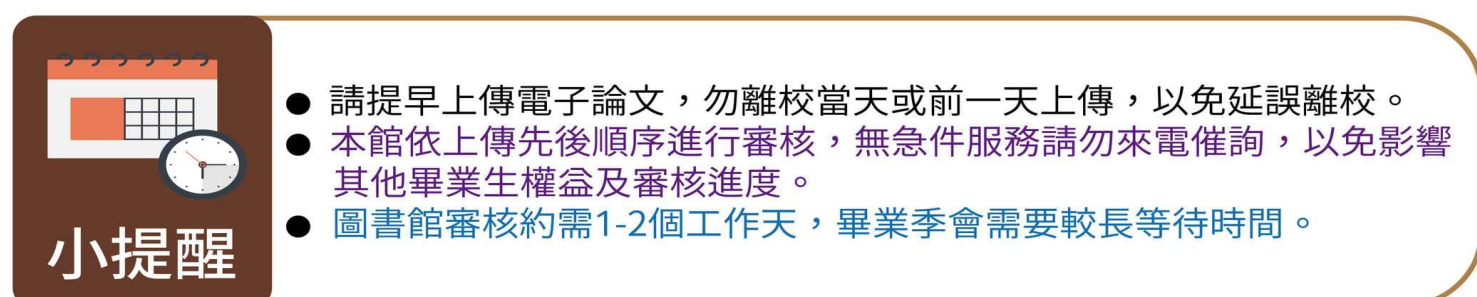 小提醒
● 請提早上傳電子論文，勿離校當天或前一天上傳，以免延誤離校。
● 本館依上傳先後順序進行審核，無急件服務請勿來電催詢，以免影響
其他畢業生權益及審核進度。
● 圖書館審核約需1-2個工作天，畢業季會需要較長等待時間。